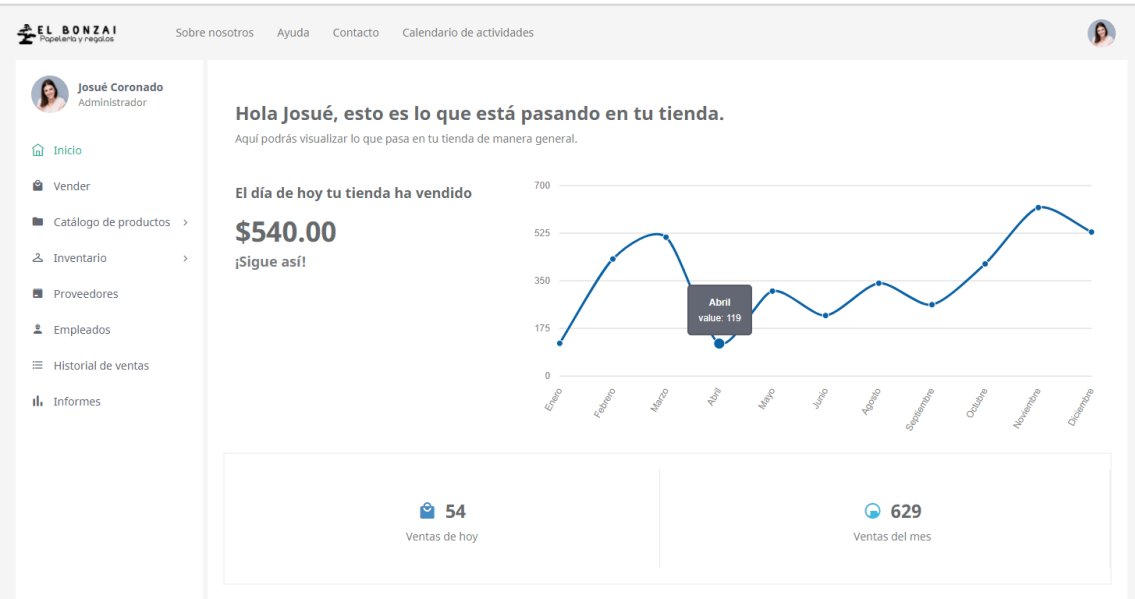 EL BONZAI
Papelería y regalos
Sobre nosotros
Ayuda
Contacto
Calendario de actividades
Josué Coronado
Administrador
Inicio
Vender
Catálogo de productos
Inventario
Proveedores
Empleados
Historial de ventas
Informes
Hola Josué, esto es lo que está pasando en tu tienda.
Aquí podrás visualizar lo que pasa en tu tienda de manera general.
El día de hoy tu tienda ha vendido
$540.00
¡Sigue así!
700
525
350
175
0
Abril
value: 119
Enero
Febrero
Marzo
Abril
Mayo
Junio
Agosto
Septiembre
Octubre
Noviembre
Diciembre
54
Ventas de hoy
629
Ventas del mes